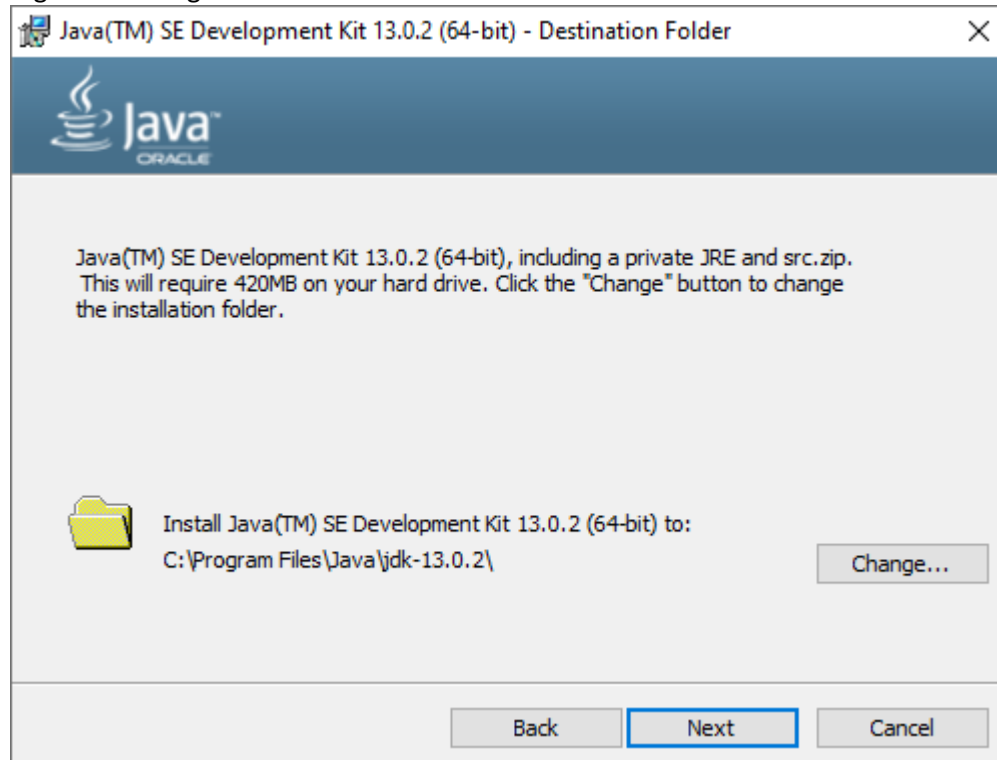 Java(TM) SE Development Kit 13.0.2 (64-bit) - Destination Folder
Java™
ORACLE
Java(TM) SE Development Kit 13.0.2 (64-bit), including a private JRE and src.zip.
This will require 420MB on your hard drive. Click the "Change" button to change
the installation folder.
Install Java(TM) SE Development Kit 13.0.2 (64-bit) to:
C:\Program Files\Java\jdk-13.0.2\
Change...
Back
Next
Cancel